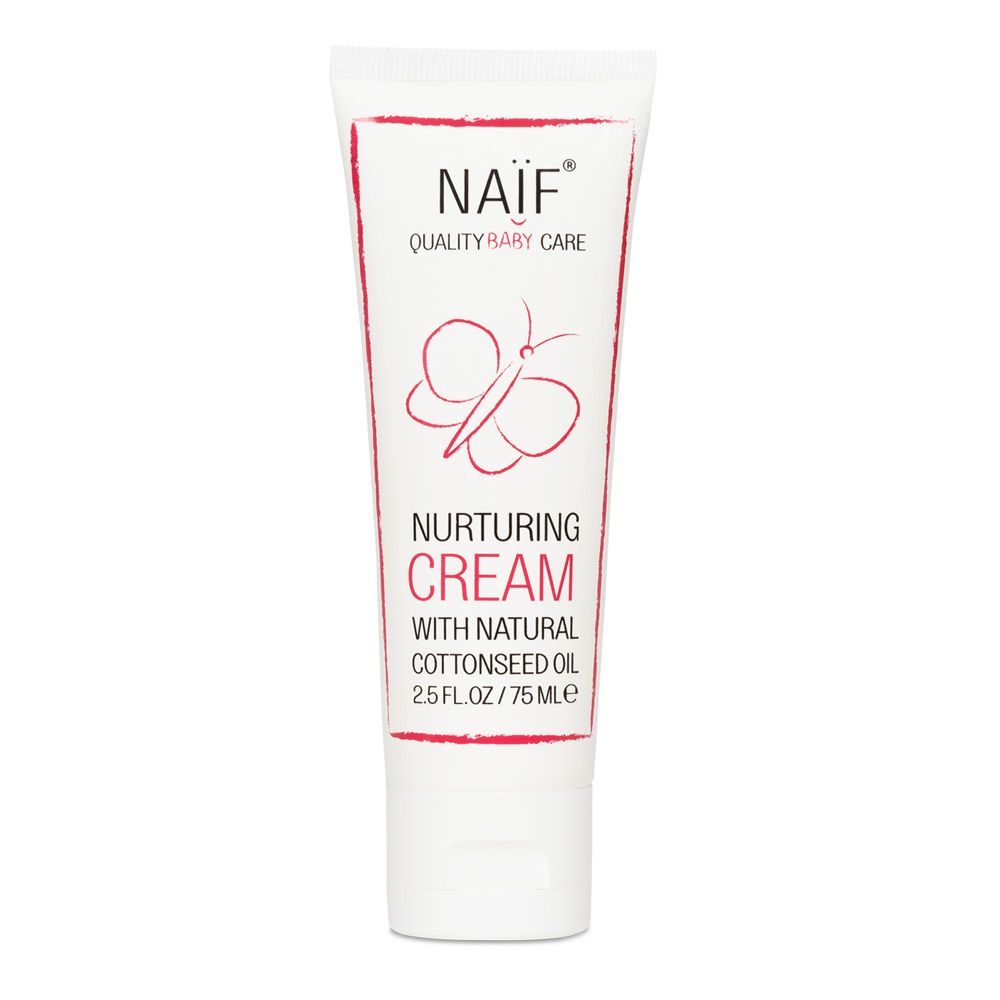 NAÏF®
QUALITY BABY CARE
NURTURING
CREAM
WITH NATURAL
COTTONSEED OIL
2.5 FL.OZ / 75 ML ℮